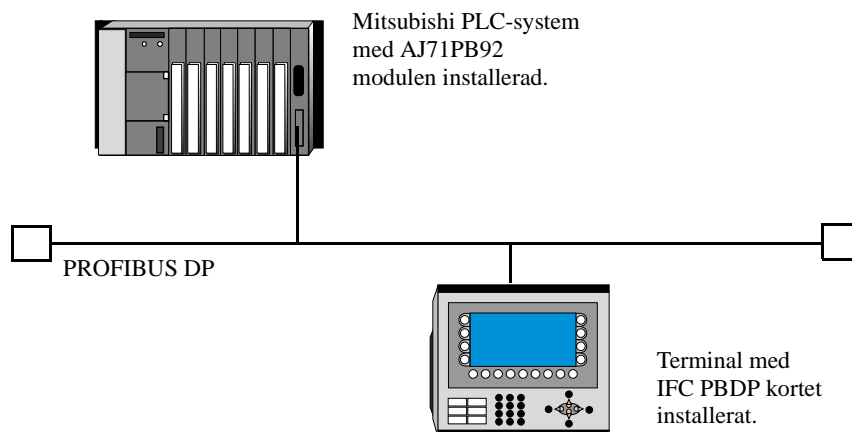 Mitsubishi PLC-system
med AJ71PB92
modulen installerad.
PROFIBUS DP
Terminal med
IFC PBDP kortet
installerat.